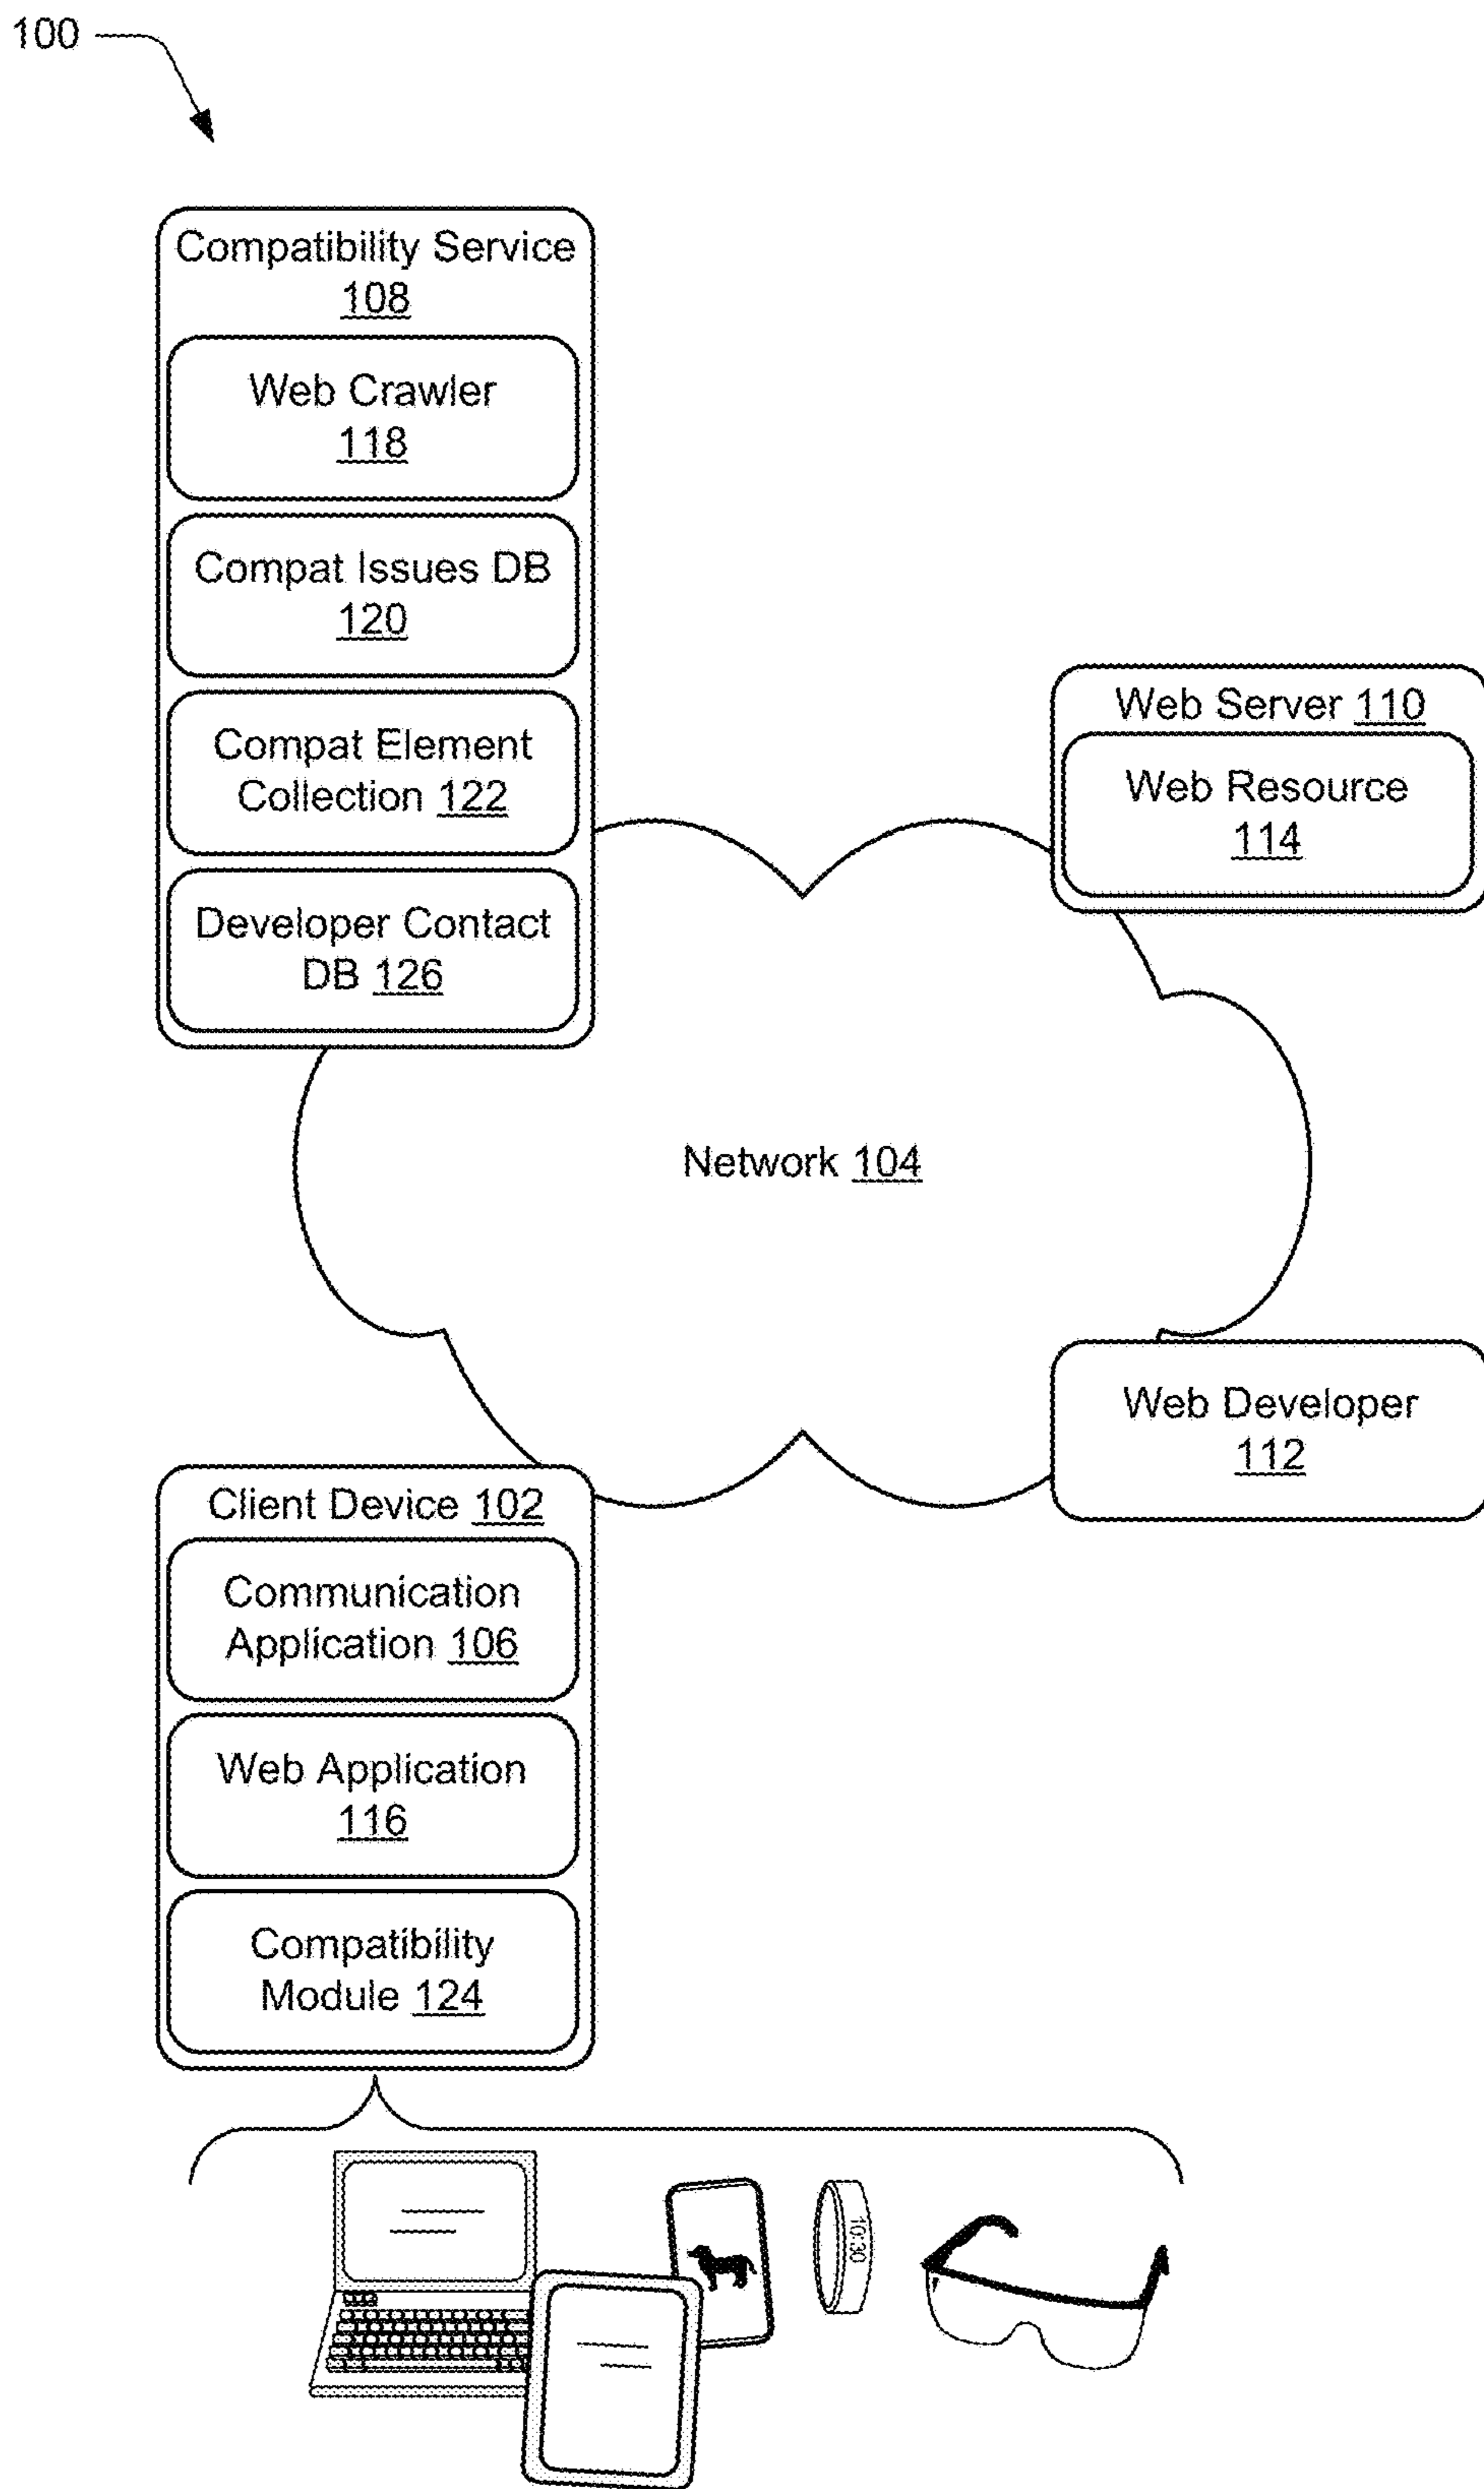 100
Compatibility Service
108
Web Crawler
118
Compat Issues DB
120
Compat Element
Collection 122
Developer Contact
DB 126
Web Server 110
Web Resource
114
Network 104
Web Developer
112
Client Device 102
Communication
Application 106
Web Application
116
Compatibility
Module 124
10:30